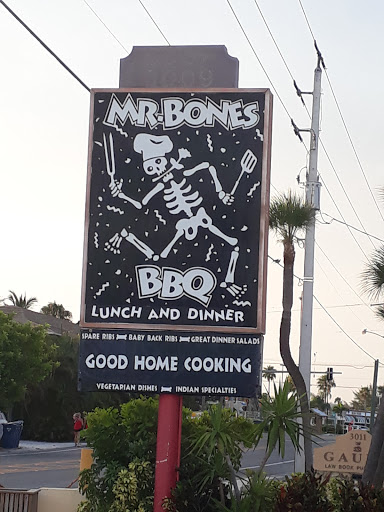 MR. BONES
BBQ
LUNCH AND DINNER
SPARE RIBS BABY BACK RIBS GREAT DINNER SALADS
GOOD HOME COOKING
VEGETARIAN DISHES INDIAN SPECIALTIES
3011
GAU
LAW BOOK PU